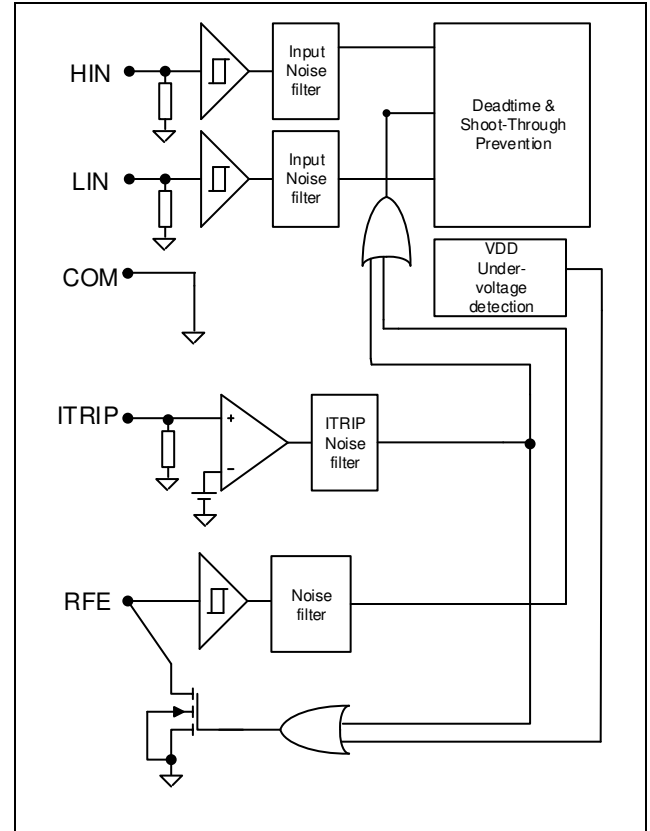 HIN
Input
Noise
filter
LIN
Input
Noise
filter
Deadtime &
Shoot-Through
Prevention
COM
VDD
Under-
voltage
detection
ITRIP
+
-
ITRIP
Noise
filter
RFE
Noise
filter